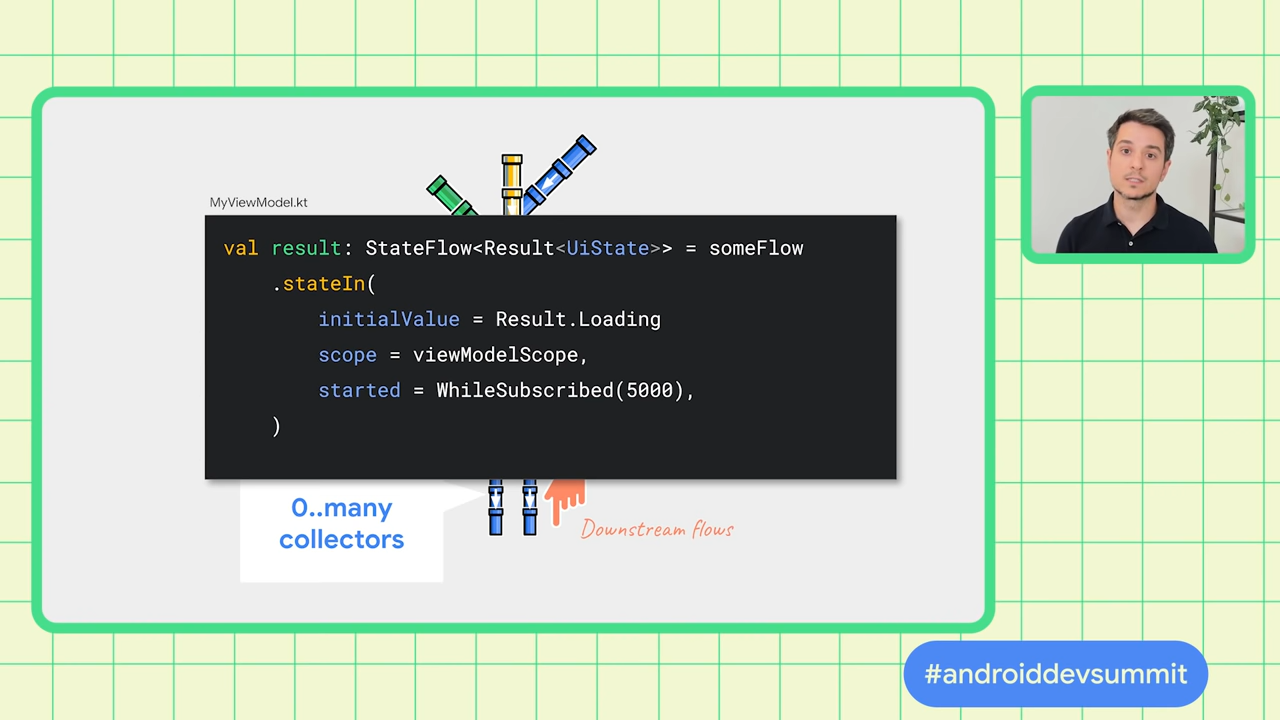 MyViewModel.kt
val result: StateFlow<Result<UiState>> = someFlow
.stateIn(
initialValue = Result.Loading
scope = viewModelScope,
started = WhileSubscribed(5000),
)
0..many
collectors
Downstream flows
#androiddevsummit